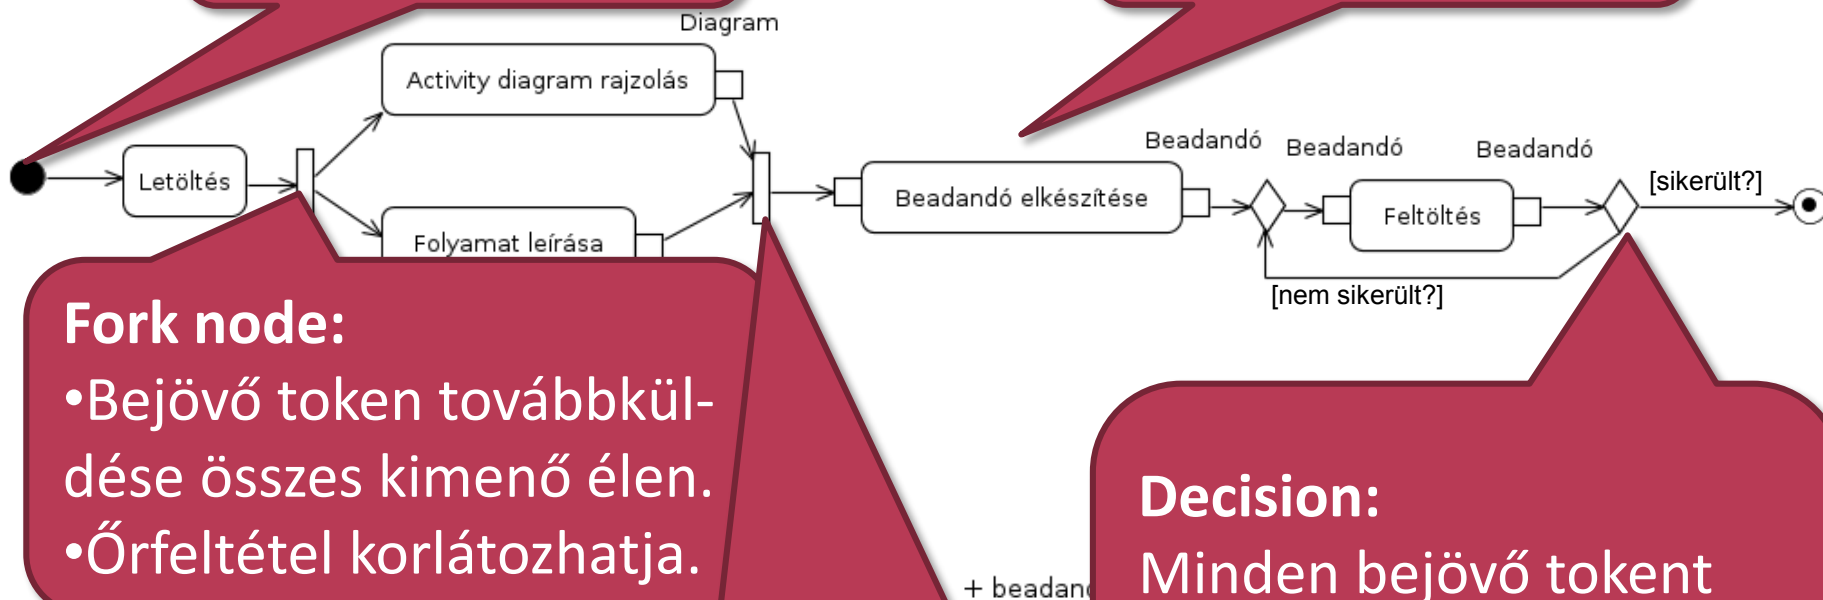 Diagram
Activity diagram rajzolás
Letöltés
Folyamat leírása
Beadandó elkészítése
Beadandó
Beadandó
Beadandó
Feltöltés
[sikerült?]
[nem sikerült?]
Fork node:
•Bejövő token továbbkül-
dése összes kimenő élen.
•Őrfeltétel korlátozhatja.
Decision:
Minden bejövő tokent
+